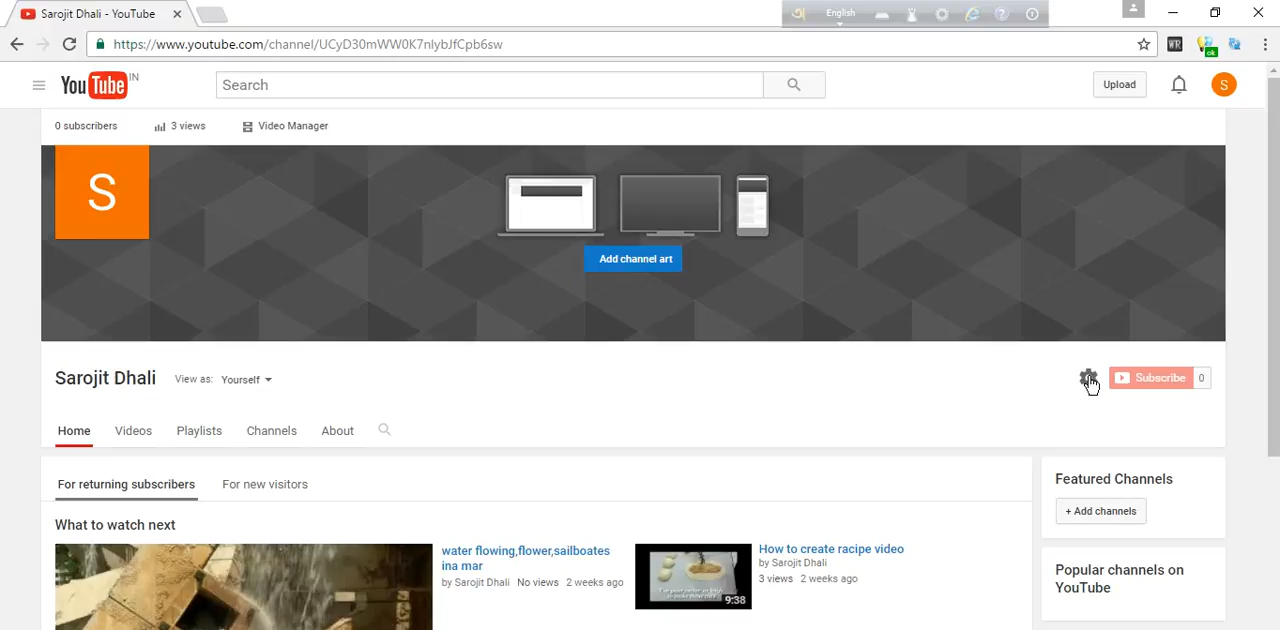 Sarojit Dhali - YouTube
English
https://www.youtube.com/channel/UCyD30mWW0K7nlybJfCpb6sw
WR
ok
YouTube IN
Search
Upload
S
0 subscribers
3 views
Video Manager
S
Add channel art
Sarojit Dhali
View as:
Yourself
Subscribe
0
Home
Videos
Playlists
Channels
About
For returning subscribers
For new visitors
Featured Channels
+ Add channels
What to watch next
water flowing,flower,sailboates
ina mar
by Sarojit Dhali No views 2 weeks ago
How to create racipe video
by Sarojit Dhali
3 views 2 weeks ago
9:38
Popular channels on
YouTube